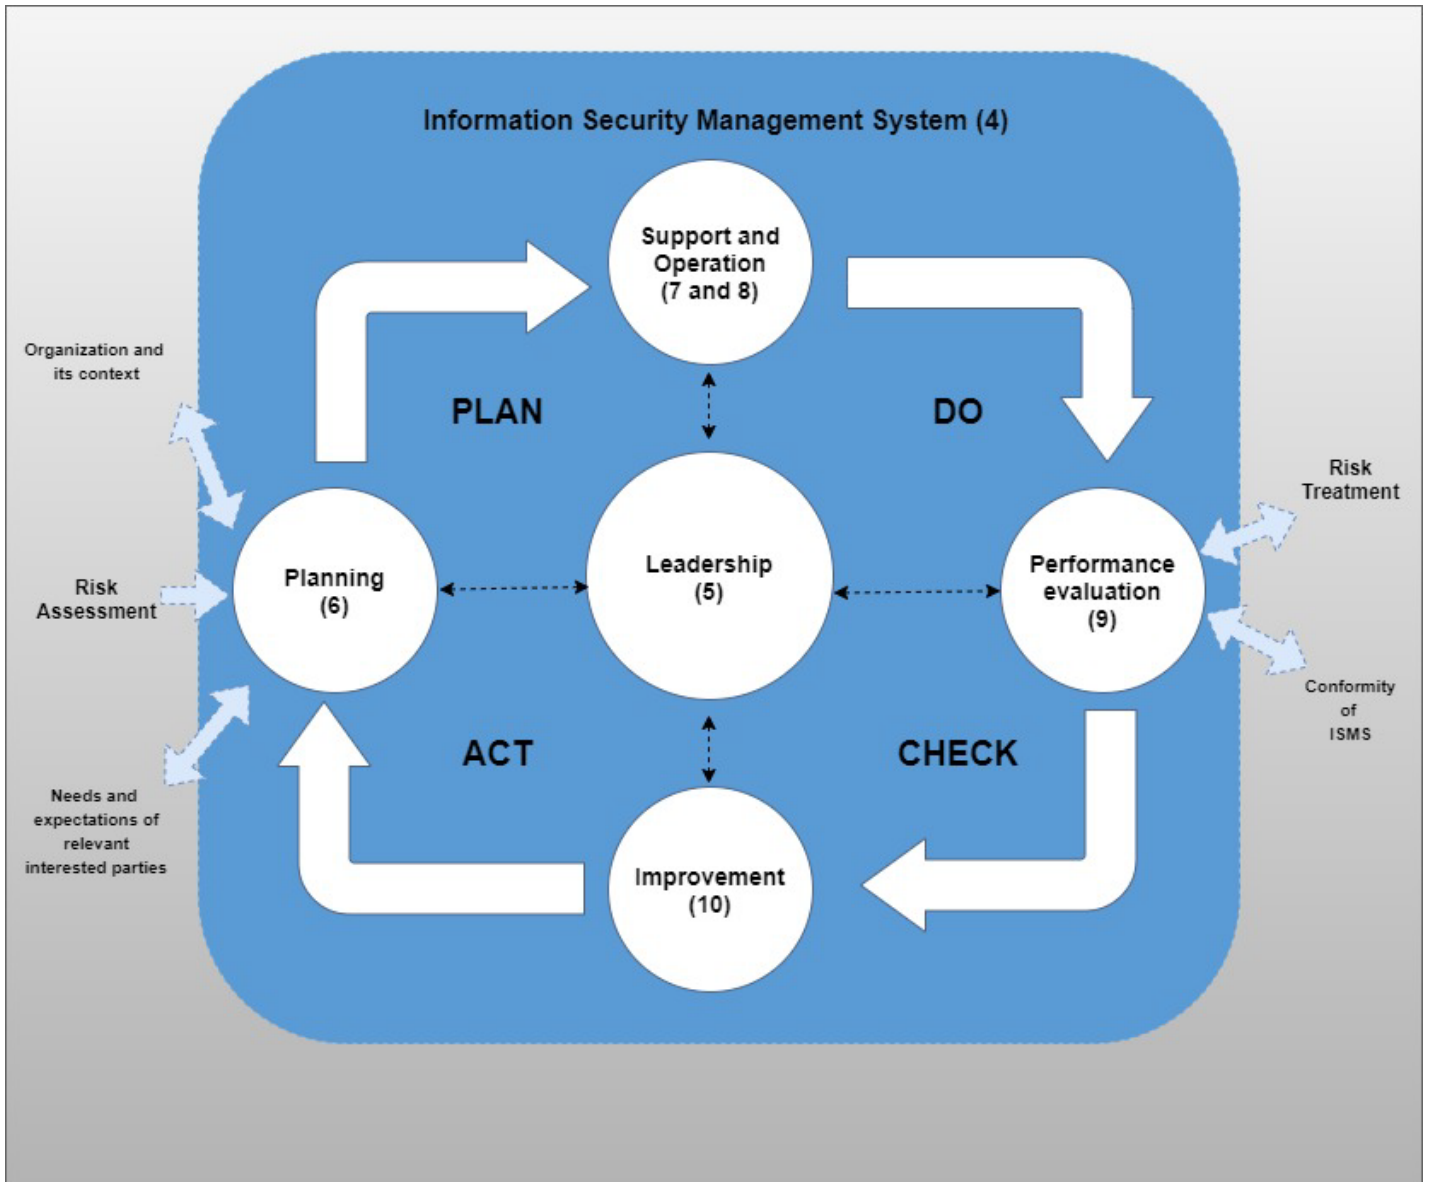 Information Security Management System (4)
Support and
Operation
(7 and 8)
Organization and
its context
PLAN
DO
Risk
Treatment
Leadership
(5)
Planning
(6)
Performance
evaluation
(9)
Risk
Assessment
Conformity
of
ISMS
ACT
CHECK
Needs and
expectations of
relevant
interested parties
Improvement
(10)